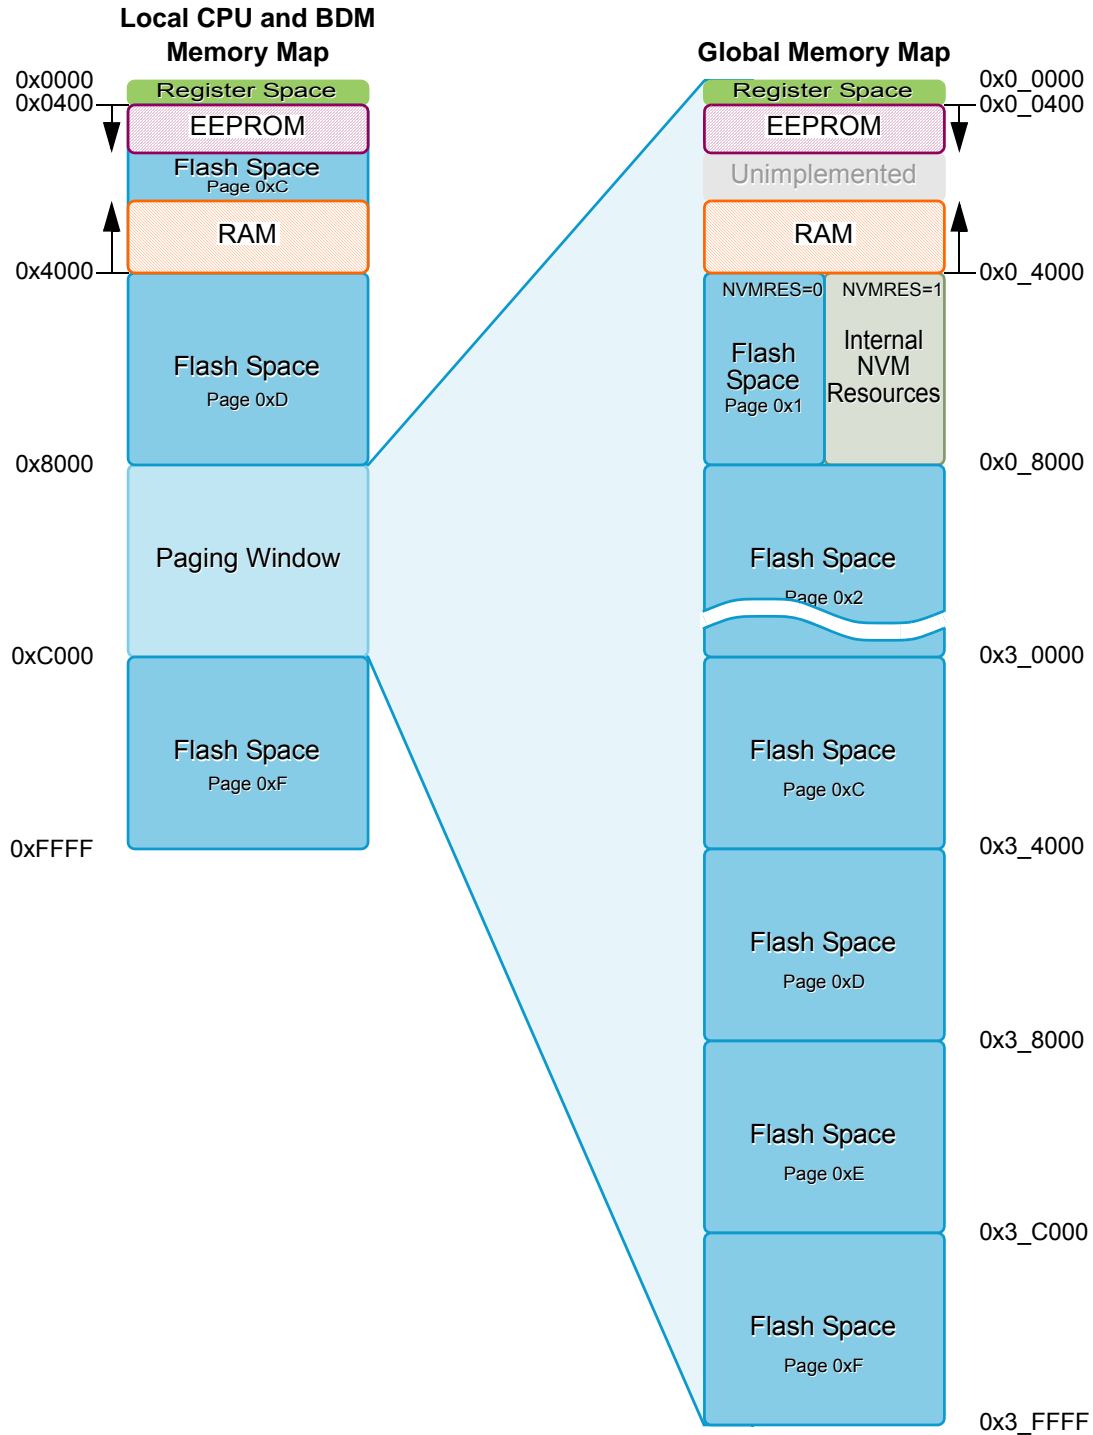 Local CPU and BDM
Memory Map
0x0000
Register Space
0x0400
EEPROM
Flash Space
Page 0xC
RAM
0x4000
Flash Space
Page 0xD
0x8000
Paging Window
0xC000
Flash Space
Page 0xF
0xFFFF
Global Memory Map
0x0_0000
Register Space
0x0_0400
EEPROM
Unimplemented
RAM
0x0_4000
NVMRES=0
Flash
Space
Page 0x1
NVMRES=1
Internal
NVM
Resources
0x0_8000
Flash Space
Page 0x2
0x3_0000
Flash Space
Page 0xC
0x3_4000
Flash Space
Page 0xD
0x3_8000
Flash Space
Page 0xE
0x3_C000
Flash Space
Page 0xF
0x3_FFFF